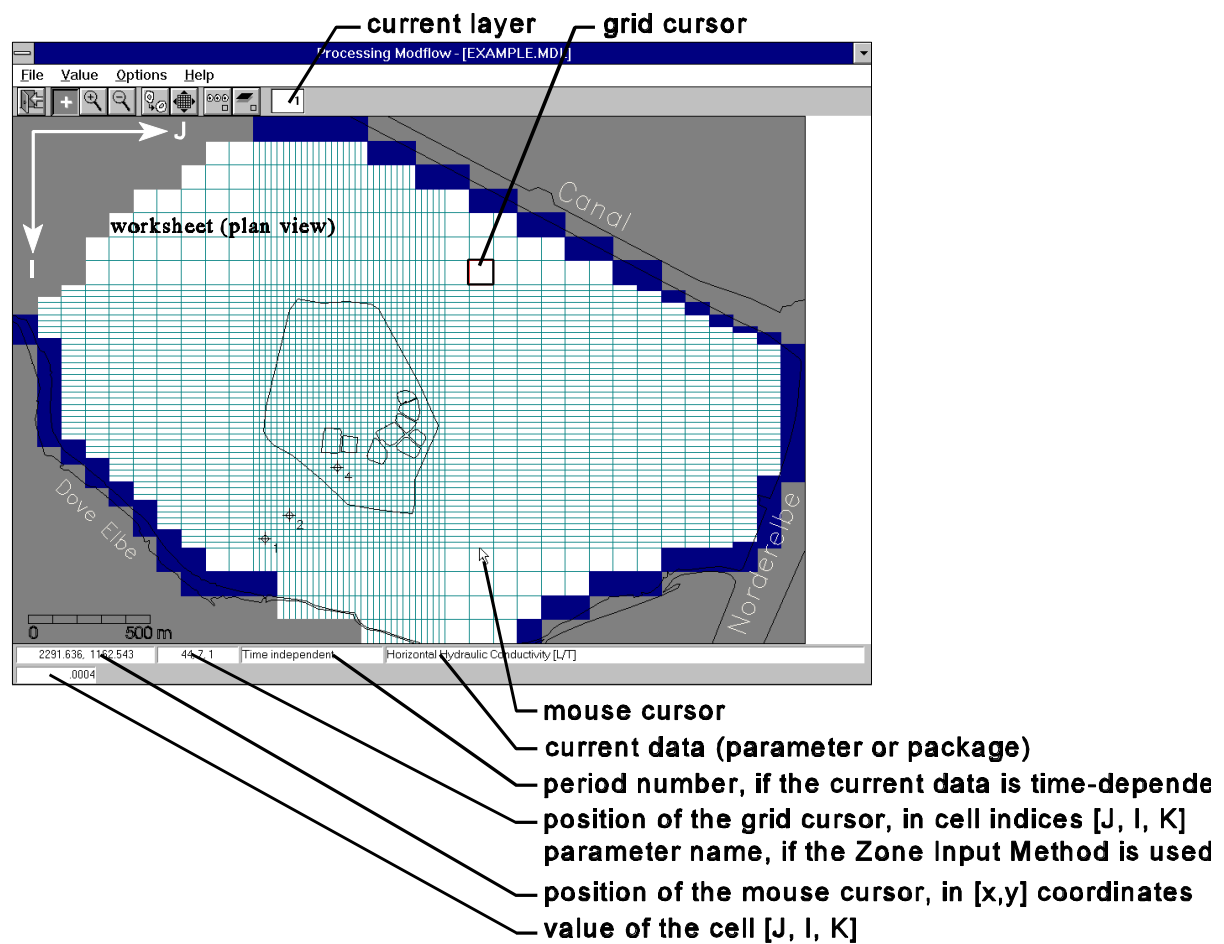 current layer
grid cursor
Processing Modflow - [EXAMPLE.MDL]
File Value Options Help
1
J
Canal
worksheet (plan view)
I
4
2
1
Dove Elbe
Norderelbe
0 500 m
2291.636, 1162.543 44, 7, 1 Time independent Horizontal Hydraulic Conductivity [L/T]
.0004
mouse cursor
current data (parameter or package)
period number, if the current data is time-depende
position of the grid cursor, in cell indices [J, I, K]
parameter name, if the Zone Input Method is used
position of the mouse cursor, in [x,y] coordinates
value of the cell [J, I, K]